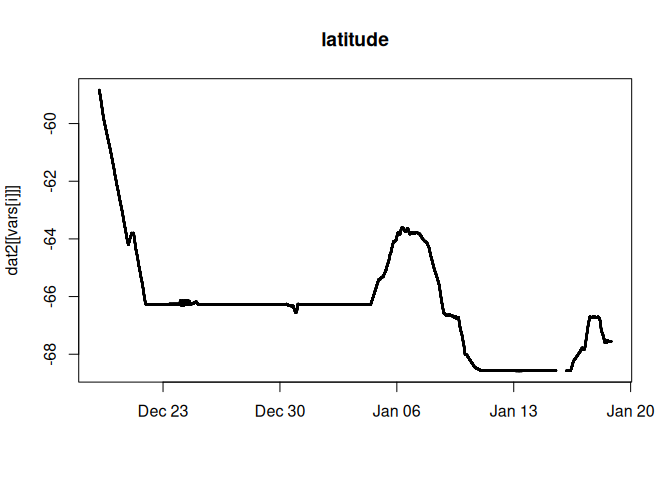 latitude
dat2[[vars[i]]]
-60
-62
-64
-66
-68
Dec 23
Dec 30
Jan 06
Jan 13
Jan 20